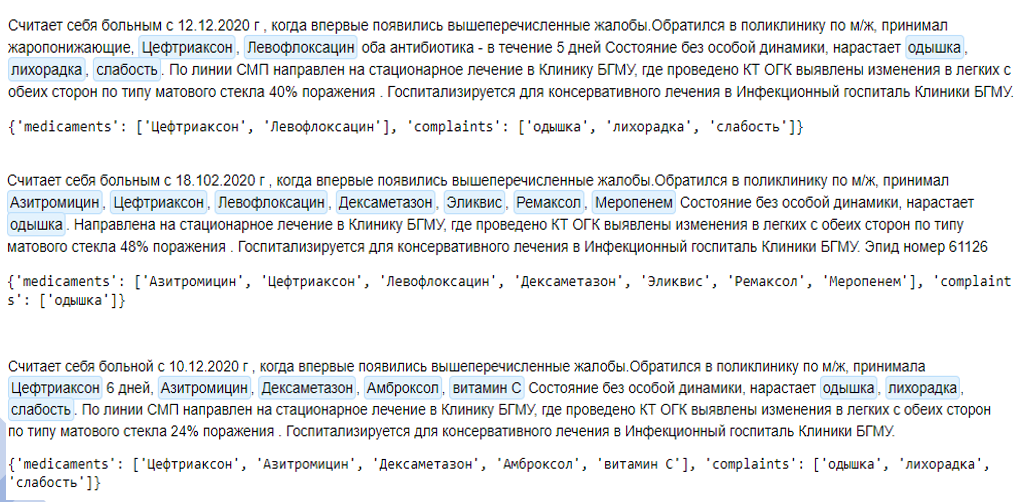 Считает себя больным с 12.12.2020 г , когда впервые появились вышеперечисленные жалобы.Обратился в поликлинику по м/ж, принимал
жаропонижающие, Цефтриаксон, Левофлоксацин оба антибиотика - в течение 5 дней Состояние без особой динамики, нарастает одышка,
лихорадка, слабость. По линии СМП направлен на стационарное лечение в Клинику БГМУ, где проведено КТ ОГК выявлены изменения в легких с
обеих сторон по типу матового стекла 40% поражения . Госпитализируется для консервативного лечения в Инфекционный госпиталь Клиники БГМУ.
{'medicaments': ['Цефтриаксон', 'Левофлоксацин'], 'complaints': ['одышка', 'лихорадка', 'слабость']}
Считает себя больным с 18.102.2020 г , когда впервые появились вышеперечисленные жалобы.Обратился в поликлинику по м/ж, принимал
Азитромицин, Цефтриаксон, Левофлоксацин, Дексаметазон, Эликвис, Ремаксол, Меропенем Состояние без особой динамики, нарастает
одышка. Направлена на стационарное лечение в Клинику БГМУ, где проведено КТ ОГК выявлены изменения в легких с обеих сторон по типу
матового стекла 48% поражения . Госпитализируется для консервативного лечения в Инфекционный госпиталь Клиники БГМУ. Эпид номер 61126
{'medicaments': ['Азитромицин', 'Цефтриаксон', 'Левофлоксацин', 'Дексаметазон', 'Эликвис', 'Ремаксол', 'Меропенем'], 'complaint
s': ['одышка']}
Считает себя больной с 10.12.2020 г , когда впервые появились вышеперечисленные жалобы.Обратился в поликлинику по м/ж, принимала
Цефтриаксон 6 дней, Азитромицин, Дексаметазон, Амброксол, витамин С Состояние без особой динамики, нарастает одышка, лихорадка,
слабость. По линии СМП направлен на стационарное лечение в Клинику БГМУ, где проведено КТ ОГК выявлены изменения в легких с обеих сторон
по типу матового стекла 24% поражения . Госпитализируется для консервативного лечения в Инфекционный госпиталь Клиники БГМУ.
{'medicaments': ['Цефтриаксон', 'Азитромицин', 'Дексаметазон', 'Амброксол', 'витамин С'], 'complaints': ['одышка', 'лихорадка',
'слабость']}